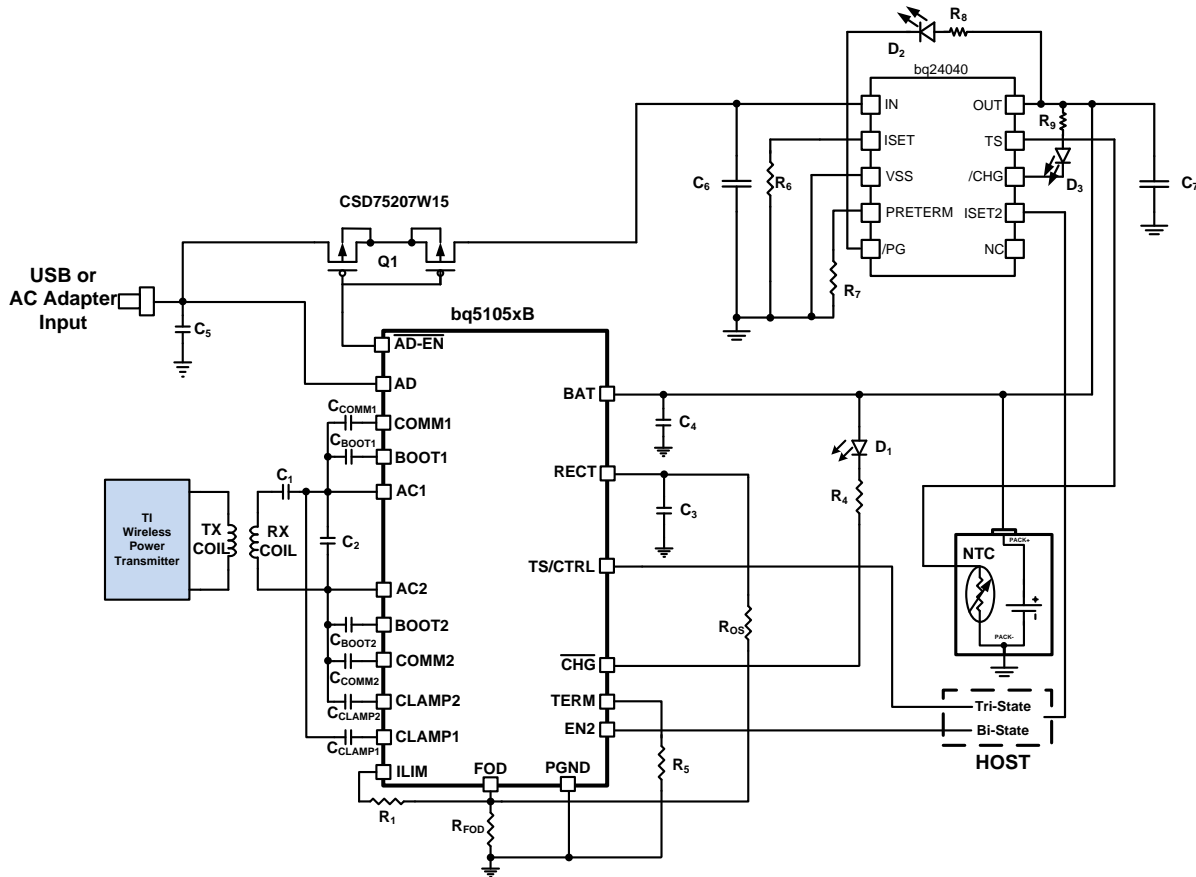 R8
D2
bq24040
IN
OUT
R9
ISET
TS
C6
R6
VSS
/CHG
D3
C7
CSD75207W15
PRETERM
ISET2
Q1
/PG
NC
R7
USB or
AC Adapter
Input
C5
bq5105xB
AD-EN
AD
BAT
CCOMM1
COMM1
C4
D1
CBOOT1
BOOT1
RECT
C1
AC1
R4
TI
Wireless
Power
Transmitter
TX
COIL
RX
COIL
C2
C3
NTC
PACK+
+
-
PACK-
TS/CTRL
AC2
ROS
BOOT2
CBOOT2
COMM2
CHG
CCOMM2
CLAMP2
TERM
CCLAMP2
CLAMP1
EN2
CCLAMP1
Tri-State
Bi-State
HOST
ILIM
FOD
PGND
R5
R1
RFOD